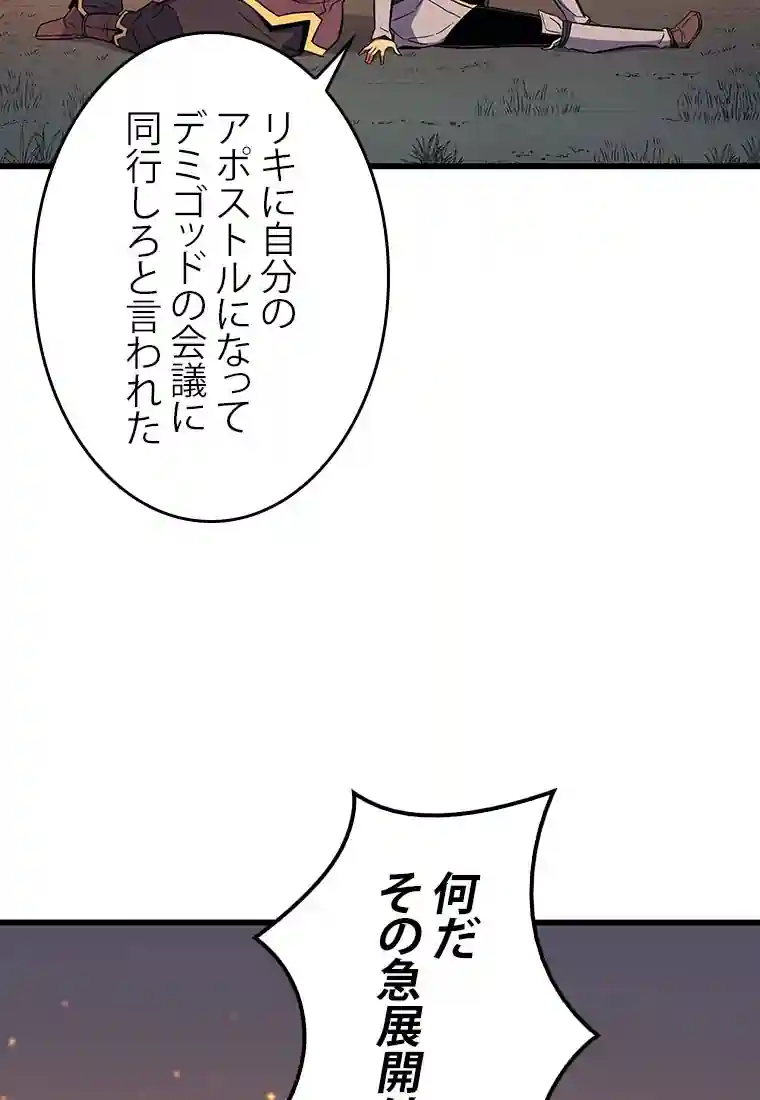 リキに自分の
アポストルになって
デミゴッドの会議に
同行しろと言われた
何だ
その急展開